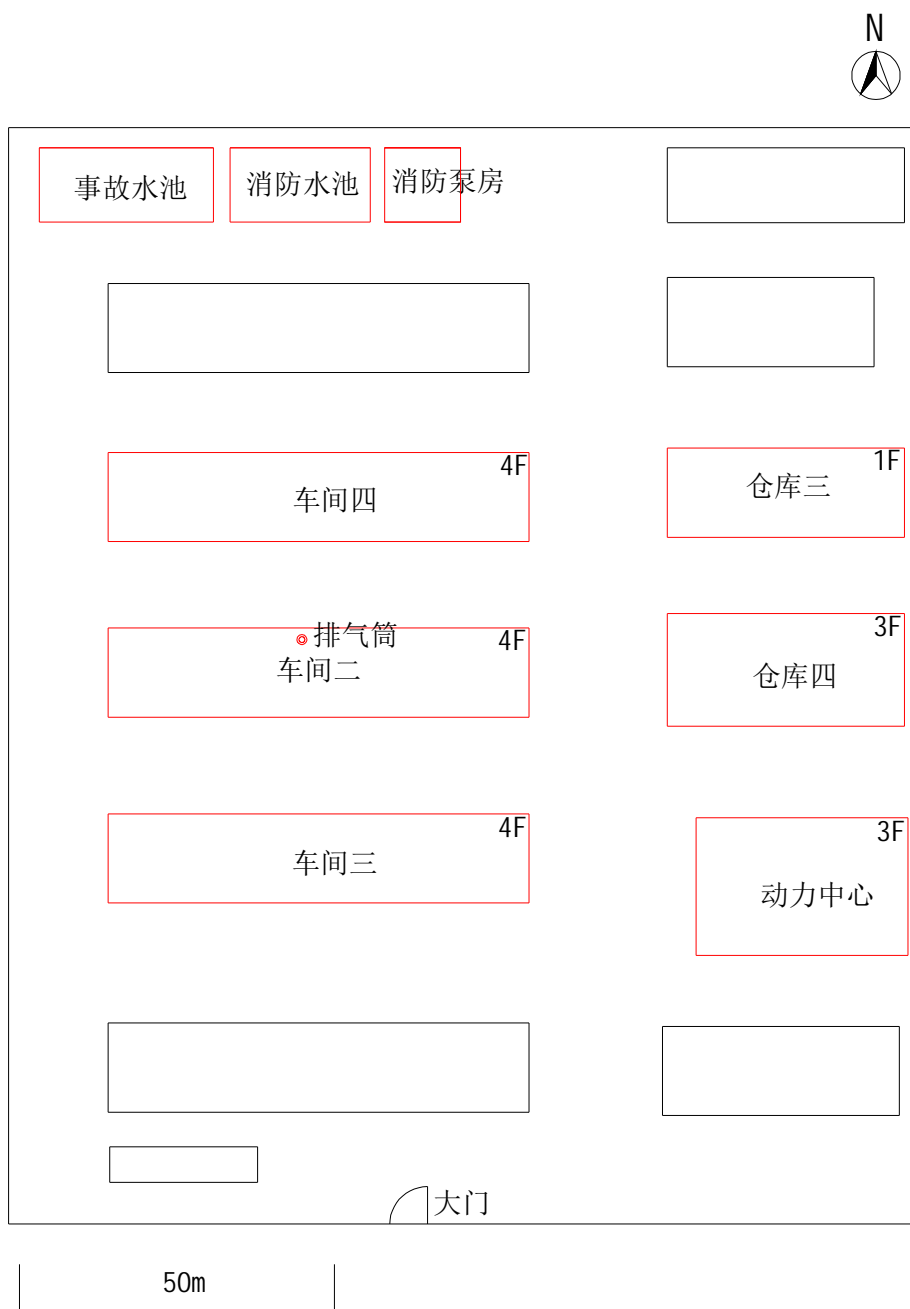 N
事故水池
消防水池
消防泵房
4F
车间四
1F
仓库三
排气筒
4F
车间二
3F
仓库四
4F
车间三
3F
动力中心
大门
50m